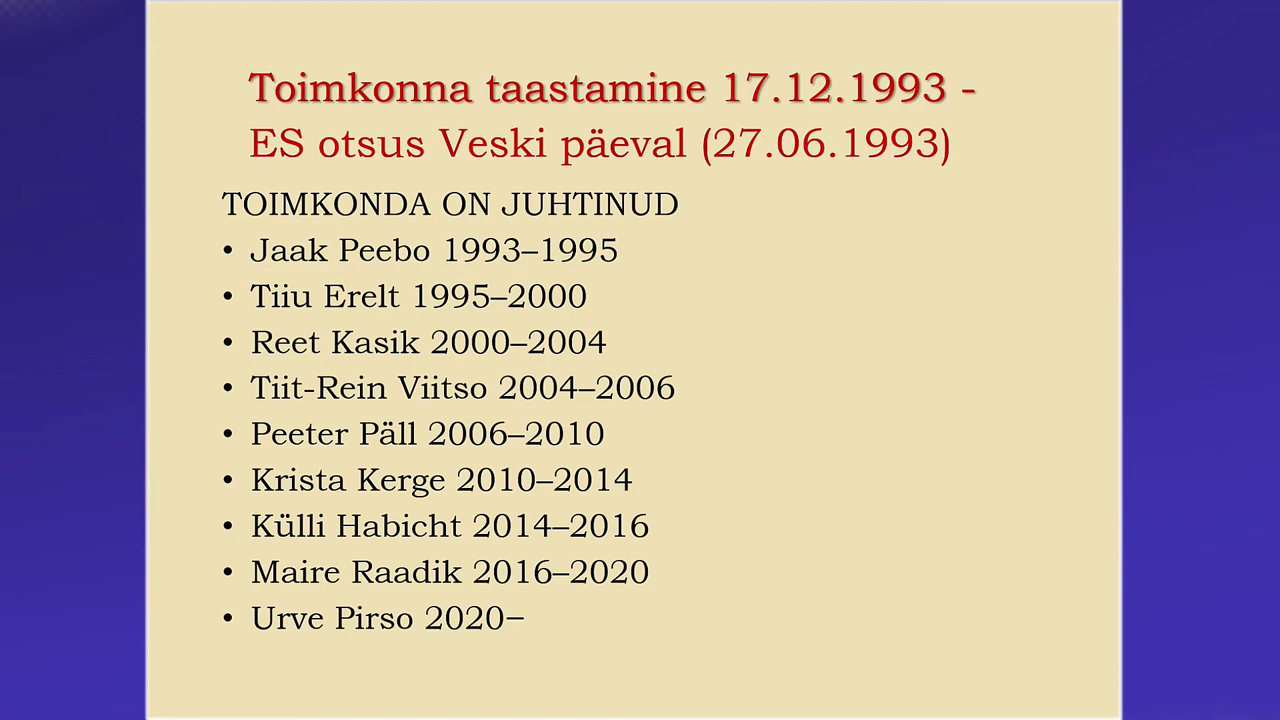 Toimkonna taastamine 17.12.1993 -
ES otsus Veski päeval (27.06.1993)
TOIMKONDA ON JUHTINUD
• Jaak Peebo 1993–1995
• Tiiu Erelt 1995–2000
• Reet Kasik 2000–2004
• Tiit-Rein Viitso 2004–2006
• Peeter Päll 2006–2010
• Krista Kerge 2010–2014
• Külli Habicht 2014–2016
• Maire Raadik 2016–2020
• Urve Pirso 2020–